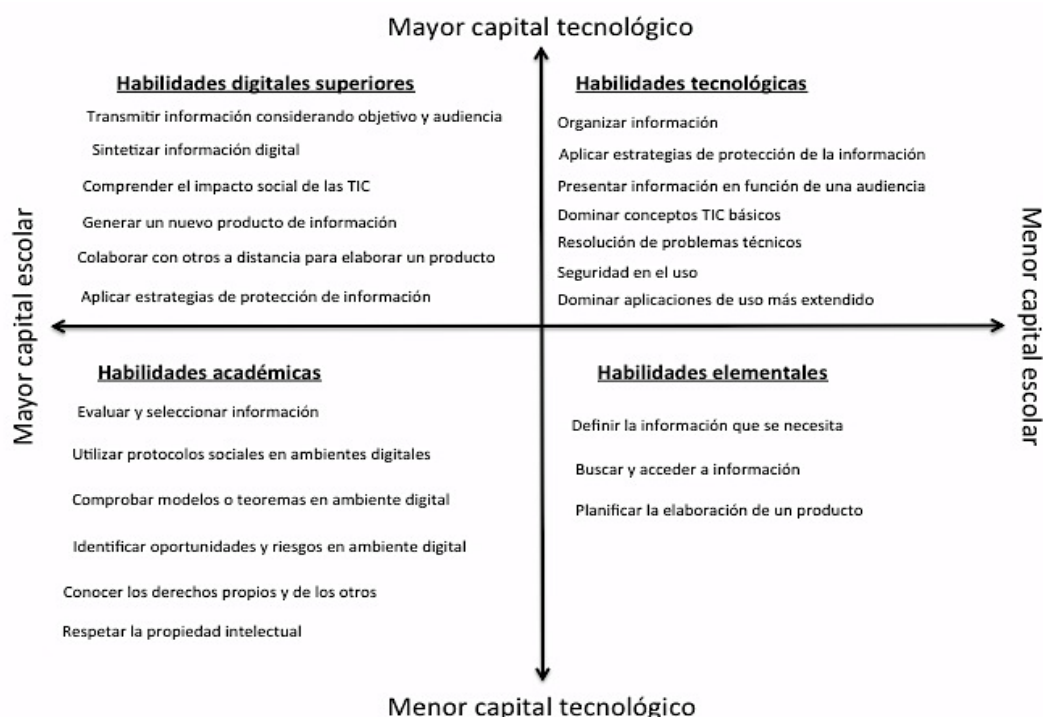 Mayor capital tecnológico
Habilidades digitales superiores
Transmitir información considerando objetivo y audiencia
Sintetizar información digital
Comprender el impacto social de las TIC
Generar un nuevo producto de información
Colaborar con otros a distancia para elaborar un producto
Aplicar estrategias de protección de información
Habilidades tecnológicas
Organizar información
Aplicar estrategias de protección de la información
Presentar información en función de una audiencia
Dominar conceptos TIC básicos
Resolución de problemas técnicos
Seguridad en el uso
Dominar aplicaciones de uso más extendido
Mayor capital escolar
Menor capital escolar
Habilidades académicas
Evaluar y seleccionar información
Utilizar protocolos sociales en ambientes digitales
Comprobar modelos o teoremas en ambiente digital
Identificar oportunidades y riesgos en ambiente digital
Conocer los derechos propios y de los otros
Respetar la propiedad intelectual
Habilidades elementales
Definir la información que se necesita
Buscar y acceder a información
Planificar la elaboración de un producto
Menor capital tecnológico